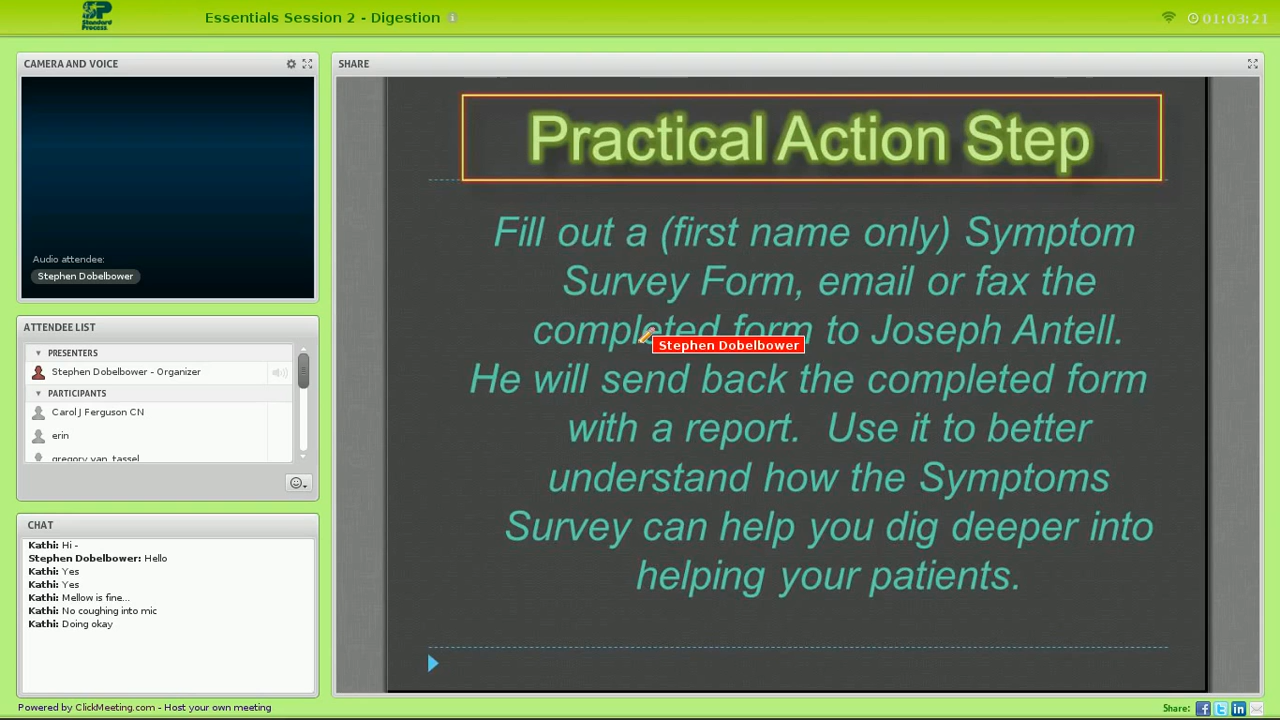 SP
Standard
Process
Essentials Session 2 - Digestion
01:03:21
CAMERA AND VOICE
Audio attendee:
Stephen Dobelbower
ATTENDEE LIST
PRESENTERS
Stephen Dobelbower - Organizer
PARTICIPANTS
Carol J Ferguson CN
erin
gregory van_tassel
CHAT
Kathi: Hi -
Stephen Dobelbower: Hello
Kathi: Yes
Kathi: Yes
Kathi: Mellow is fine...
Kathi: No coughing into mic
Kathi: Doing okay
SHARE
Practical Action Step
Fill out a (first name only) Symptom
Survey Form, email or fax the
completed form to Joseph Antell.
Stephen Dobelbower
He will send back the completed form
with a report. Use it to better
understand how the Symptoms
Survey can help you dig deeper into
helping your patients.
Powered by ClickMeeting.com - Host your own meeting
Share: